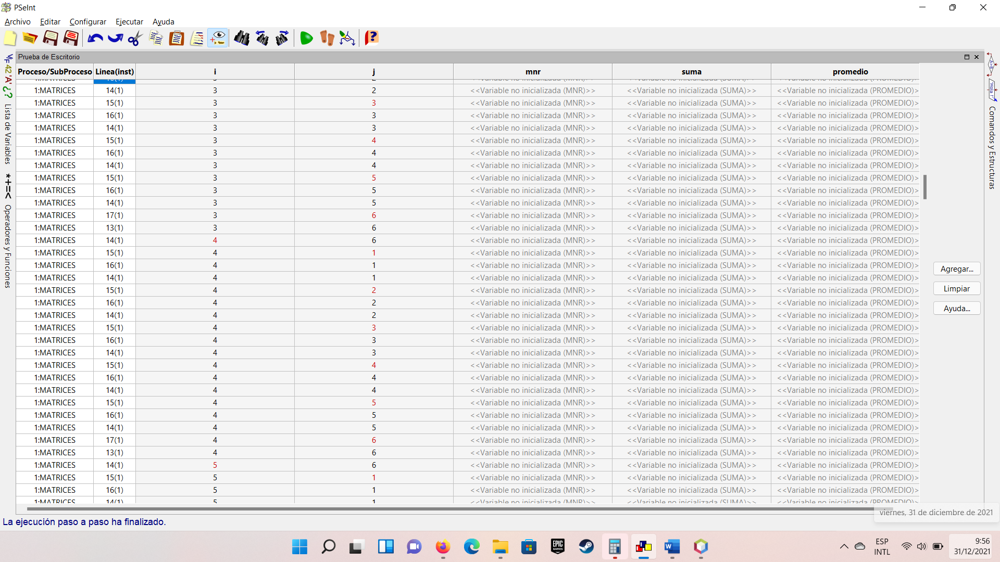 PSeInt
Archivo Editar Configurar Ejecutar Ayuda
Prueba de Escritorio
Proceso/SubProceso Linea(inst) i j mnr suma promedio
1:MATRICES 14(1) 3 2 <<Variable no inicializada (MNR)>> <<Variable no inicializada (SUMA)>> <<Variable no inicializada (PROMEDIO)>
1:MATRICES 15(1) 3 3 <<Variable no inicializada (MNR)>> <<Variable no inicializada (SUMA)>> <<Variable no inicializada (PROMEDIO)>
1:MATRICES 16(1) 3 3 <<Variable no inicializada (MNR)>> <<Variable no inicializada (SUMA)>> <<Variable no inicializada (PROMEDIO)>
1:MATRICES 14(1) 3 3 <<Variable no inicializada (MNR)>> <<Variable no inicializada (SUMA)>> <<Variable no inicializada (PROMEDIO)>
1:MATRICES 15(1) 3 4 <<Variable no inicializada (MNR)>> <<Variable no inicializada (SUMA)>> <<Variable no inicializada (PROMEDIO)>
1:MATRICES 16(1) 3 4 <<Variable no inicializada (MNR)>> <<Variable no inicializada (SUMA)>> <<Variable no inicializada (PROMEDIO)>
1:MATRICES 14(1) 3 4 <<Variable no inicializada (MNR)>> <<Variable no inicializada (SUMA)>> <<Variable no inicializada (PROMEDIO)>
1:MATRICES 15(1) 3 5 <<Variable no inicializada (MNR)>> <<Variable no inicializada (SUMA)>> <<Variable no inicializada (PROMEDIO)>
1:MATRICES 16(1) 3 5 <<Variable no inicializada (MNR)>> <<Variable no inicializada (SUMA)>> <<Variable no inicializada (PROMEDIO)>
1:MATRICES 14(1) 3 5 <<Variable no inicializada (MNR)>> <<Variable no inicializada (SUMA)>> <<Variable no inicializada (PROMEDIO)>
1:MATRICES 17(1) 3 6 <<Variable no inicializada (MNR)>> <<Variable no inicializada (SUMA)>> <<Variable no inicializada (PROMEDIO)>
1:MATRICES 13(1) 3 6 <<Variable no inicializada (MNR)>> <<Variable no inicializada (SUMA)>> <<Variable no inicializada (PROMEDIO)>
1:MATRICES 14(1) 4 6 <<Variable no inicializada (MNR)>> <<Variable no inicializada (SUMA)>> <<Variable no inicializada (PROMEDIO)>
1:MATRICES 15(1) 4 1 <<Variable no inicializada (MNR)>> <<Variable no inicializada (SUMA)>> <<Variable no inicializada (PROMEDIO)>
1:MATRICES 16(1) 4 1 <<Variable no inicializada (MNR)>> <<Variable no inicializada (SUMA)>> <<Variable no inicializada (PROMEDIO)>
1:MATRICES 14(1) 4 1 <<Variable no inicializada (MNR)>> <<Variable no inicializada (SUMA)>> <<Variable no inicializada (PROMEDIO)>
1:MATRICES 15(1) 4 2 <<Variable no inicializada (MNR)>> <<Variable no inicializada (SUMA)>> <<Variable no inicializada (PROMEDIO)>
1:MATRICES 16(1) 4 2 <<Variable no inicializada (MNR)>> <<Variable no inicializada (SUMA)>> <<Variable no inicializada (PROMEDIO)>
1:MATRICES 14(1) 4 2 <<Variable no inicializada (MNR)>> <<Variable no inicializada (SUMA)>> <<Variable no inicializada (PROMEDIO)>
1:MATRICES 15(1) 4 3 <<Variable no inicializada (MNR)>> <<Variable no inicializada (SUMA)>> <<Variable no inicializada (PROMEDIO)>
1:MATRICES 16(1) 4 3 <<Variable no inicializada (MNR)>> <<Variable no inicializada (SUMA)>> <<Variable no inicializada (PROMEDIO)>
1:MATRICES 14(1) 4 3 <<Variable no inicializada (MNR)>> <<Variable no inicializada (SUMA)>> <<Variable no inicializada (PROMEDIO)>
1:MATRICES 15(1) 4 4 <<Variable no inicializada (MNR)>> <<Variable no inicializada (SUMA)>> <<Variable no inicializada (PROMEDIO)>
1:MATRICES 16(1) 4 4 <<Variable no inicializada (MNR)>> <<Variable no inicializada (SUMA)>> <<Variable no inicializada (PROMEDIO)>
1:MATRICES 14(1) 4 4 <<Variable no inicializada (MNR)>> <<Variable no inicializada (SUMA)>> <<Variable no inicializada (PROMEDIO)>
1:MATRICES 15(1) 4 5 <<Variable no inicializada (MNR)>> <<Variable no inicializada (SUMA)>> <<Variable no inicializada (PROMEDIO)>
1:MATRICES 16(1) 4 5 <<Variable no inicializada (MNR)>> <<Variable no inicializada (SUMA)>> <<Variable no inicializada (PROMEDIO)>
1:MATRICES 14(1) 4 5 <<Variable no inicializada (MNR)>> <<Variable no inicializada (SUMA)>> <<Variable no inicializada (PROMEDIO)>
1:MATRICES 17(1) 4 6 <<Variable no inicializada (MNR)>> <<Variable no inicializada (SUMA)>> <<Variable no inicializada (PROMEDIO)>
1:MATRICES 13(1) 4 6 <<Variable no inicializada (MNR)>> <<Variable no inicializada (SUMA)>> <<Variable no inicializada (PROMEDIO)>
1:MATRICES 14(1) 5 6 <<Variable no inicializada (MNR)>> <<Variable no inicializada (SUMA)>> <<Variable no inicializada (PROMEDIO)>
1:MATRICES 15(1) 5 1 <<Variable no inicializada (MNR)>> <<Variable no inicializada (SUMA)>> <<Variable no inicializada (PROMEDIO)>
1:MATRICES 16(1) 5 1 <<Variable no inicializada (MNR)>> <<Variable no inicializada (SUMA)>> <<Variable no inicializada (PROMEDIO)>
1:MATRICES 14(1) 5 1 <<Variable no inicializada (MNR)>> <<Variable no inicializada (SUMA)>> <<Variable no inicializada (PROMEDIO)>
42 'A' ¿? Lista de Variables
*+=< Operadores y Funciones
Agregar...
Limpiar
Ayuda...
A>B
"Hola !"
Comandos y Estructuras
La ejecución paso a paso ha finalizado.
viernes, 31 de diciembre de 2021
EPIC GAMES
W
ESP
INTL
9:56
31/12/2021